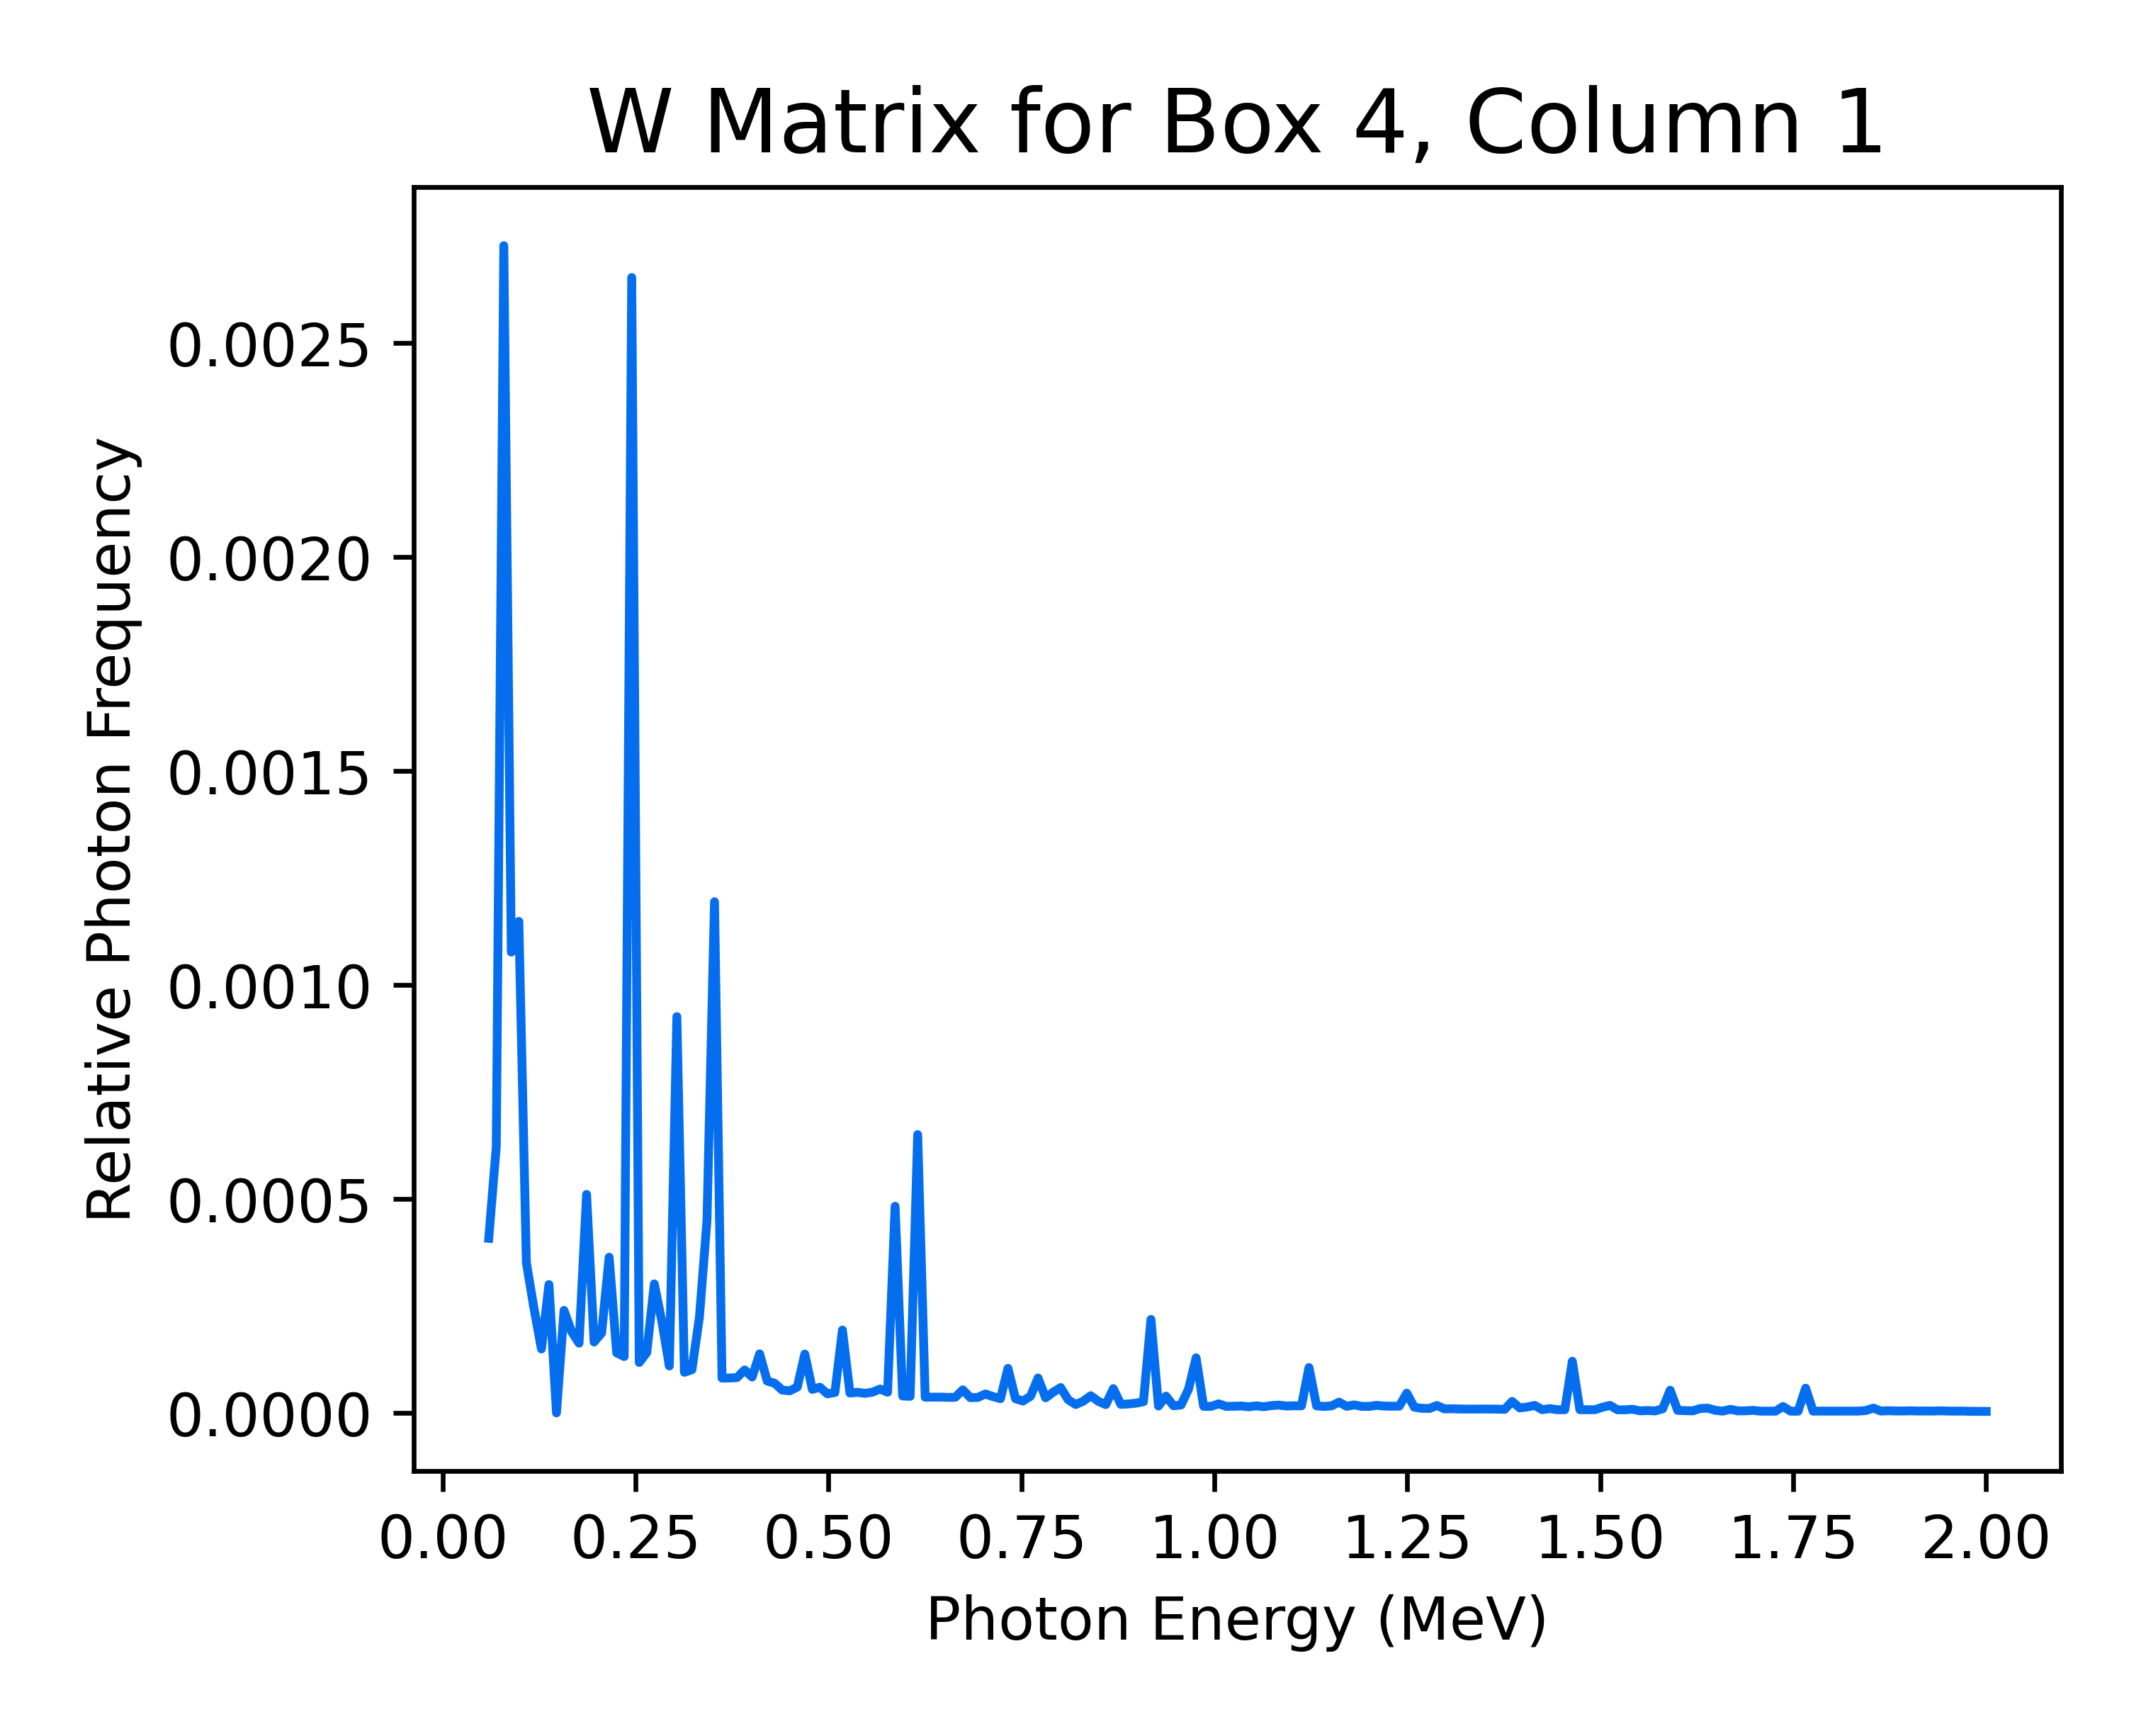 W Matrix for Box 4, Column 1
Relative Photon Frequency
0.0025
0.0020
0.0015
0.0010
0.0005
0.0000
0.00 0.25 0.50 0.75 1.00 1.25 1.50 1.75 2.00
Photon Energy (MeV)